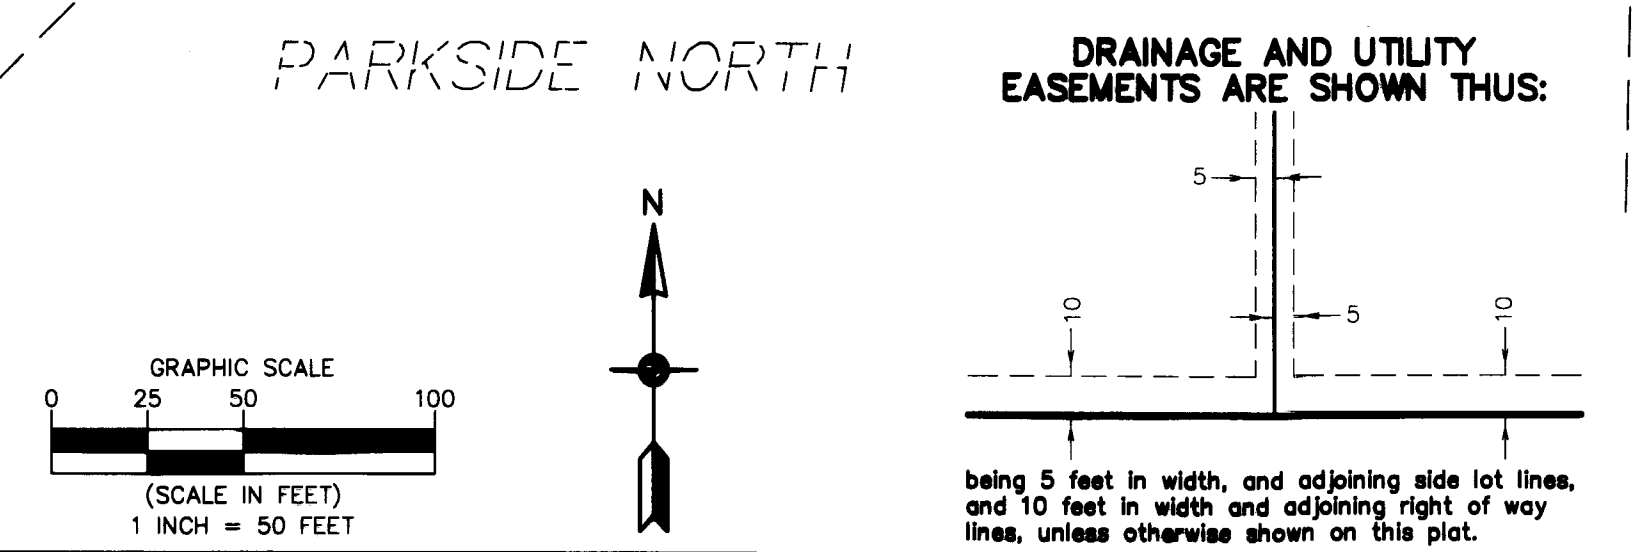 PARKSIDE NORTH
N
GRAPHIC SCALE
0 25 50 100
(SCALE IN FEET)
1 INCH = 50 FEET
DRAINAGE AND UTILITY
EASEMENTS ARE SHOWN THUS:
5
10
5
10
being 5 feet in width, and adjoining side lot lines,
and 10 feet in width and adjoining right of way
lines, unless otherwise shown on this plat.